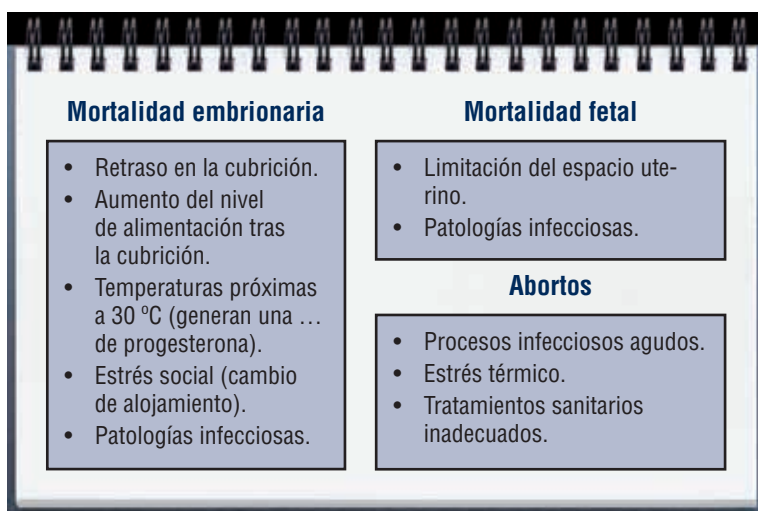 Mortalidad embrionaria
• Retraso en la cubrición.
• Aumento del nivel
de alimentación tras
la cubrición.
• Temperaturas próximas
a 30 ºC (generan una …
de progesterona).
• Estrés social (cambio
de alojamiento).
• Patologías infecciosas.
Mortalidad fetal
• Limitación del espacio ute-
rino.
• Patologías infecciosas.
Abortos
• Procesos infecciosos agudos.
• Estrés térmico.
• Tratamientos sanitarios
inadecuados.